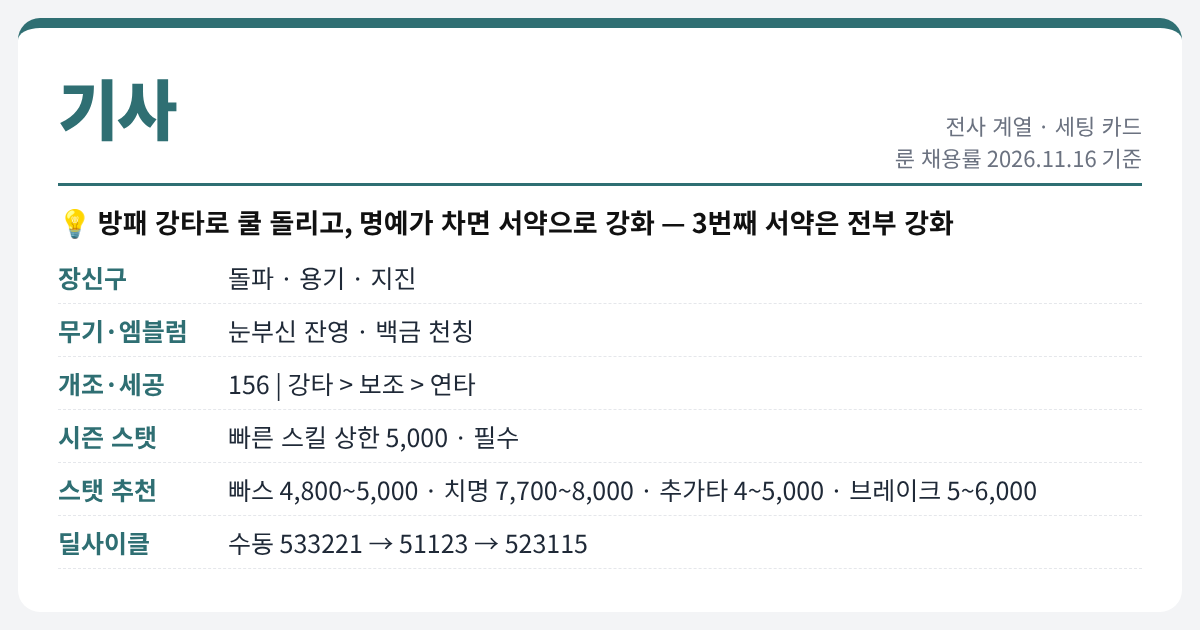 기사
전사 계열 · 세팅 카드
룬 채용률 2026.11.16 기준
💡 방패 강타로 쿨 돌리고, 명예가 차면 서약으로 강화 — 3번째 서약은 전부 강화
장신구 돌파 · 용기 · 지진
무기·엠블럼 눈부신 잔영 · 백금 천칭
개조·세공 156 | 강타 > 보조 > 연타
시즌 스탯 빠른 스킬 상한 5,000 · 필수
스탯 추천 빠스 4,800~5,000 · 치명 7,700~8,000 · 추가타 4~5,000 · 브레이크 5~6,000
딜사이클 수동 533221 → 51123 → 523115